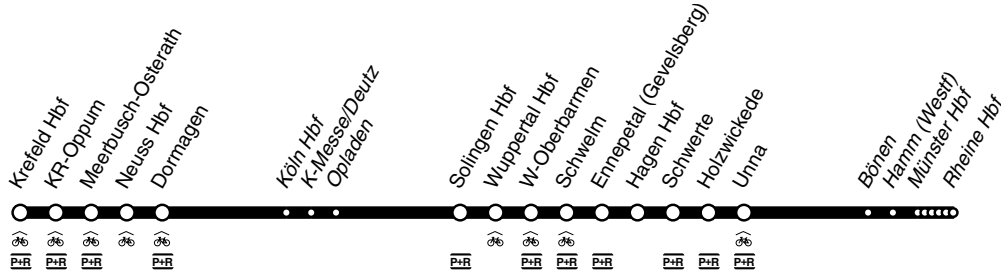 Krefeld Hbf
KR-Oppum
Meerbusch-Osterath
Neuss Hbf
Dormagen
Köln Hbf
K-Messe/Deutz
Opladen
Solingen Hbf
Wuppertal Hbf
W-Oberbarmen
Schwelm
Ennepetal (Gevelsberg)
Hagen Hbf
Schwerte
Holzwickede
Unna
Bönen
Hamm (Westf)
Münster Hbf
Rheine Hbf
P+R
P+R
P+R
P+R
P+R
P+R
P+R
P+R
P+R
P+R
P+R